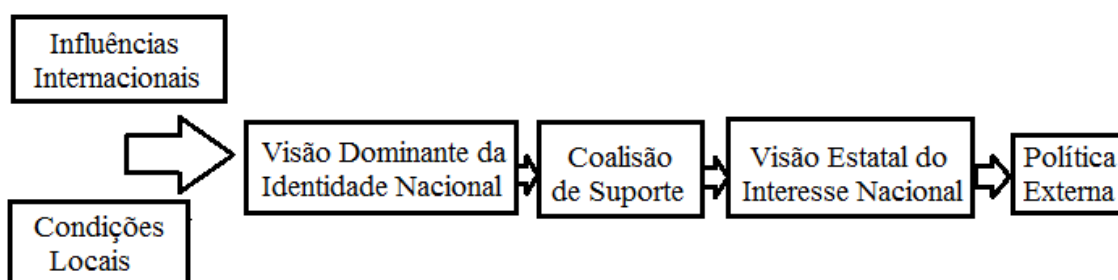 Influências
Internacionais
Visão Dominante da
Identidade Nacional
Coalisão
de Suporte
Visão Estatal do
Interesse Nacional
Política
Externa
Condições
Locais